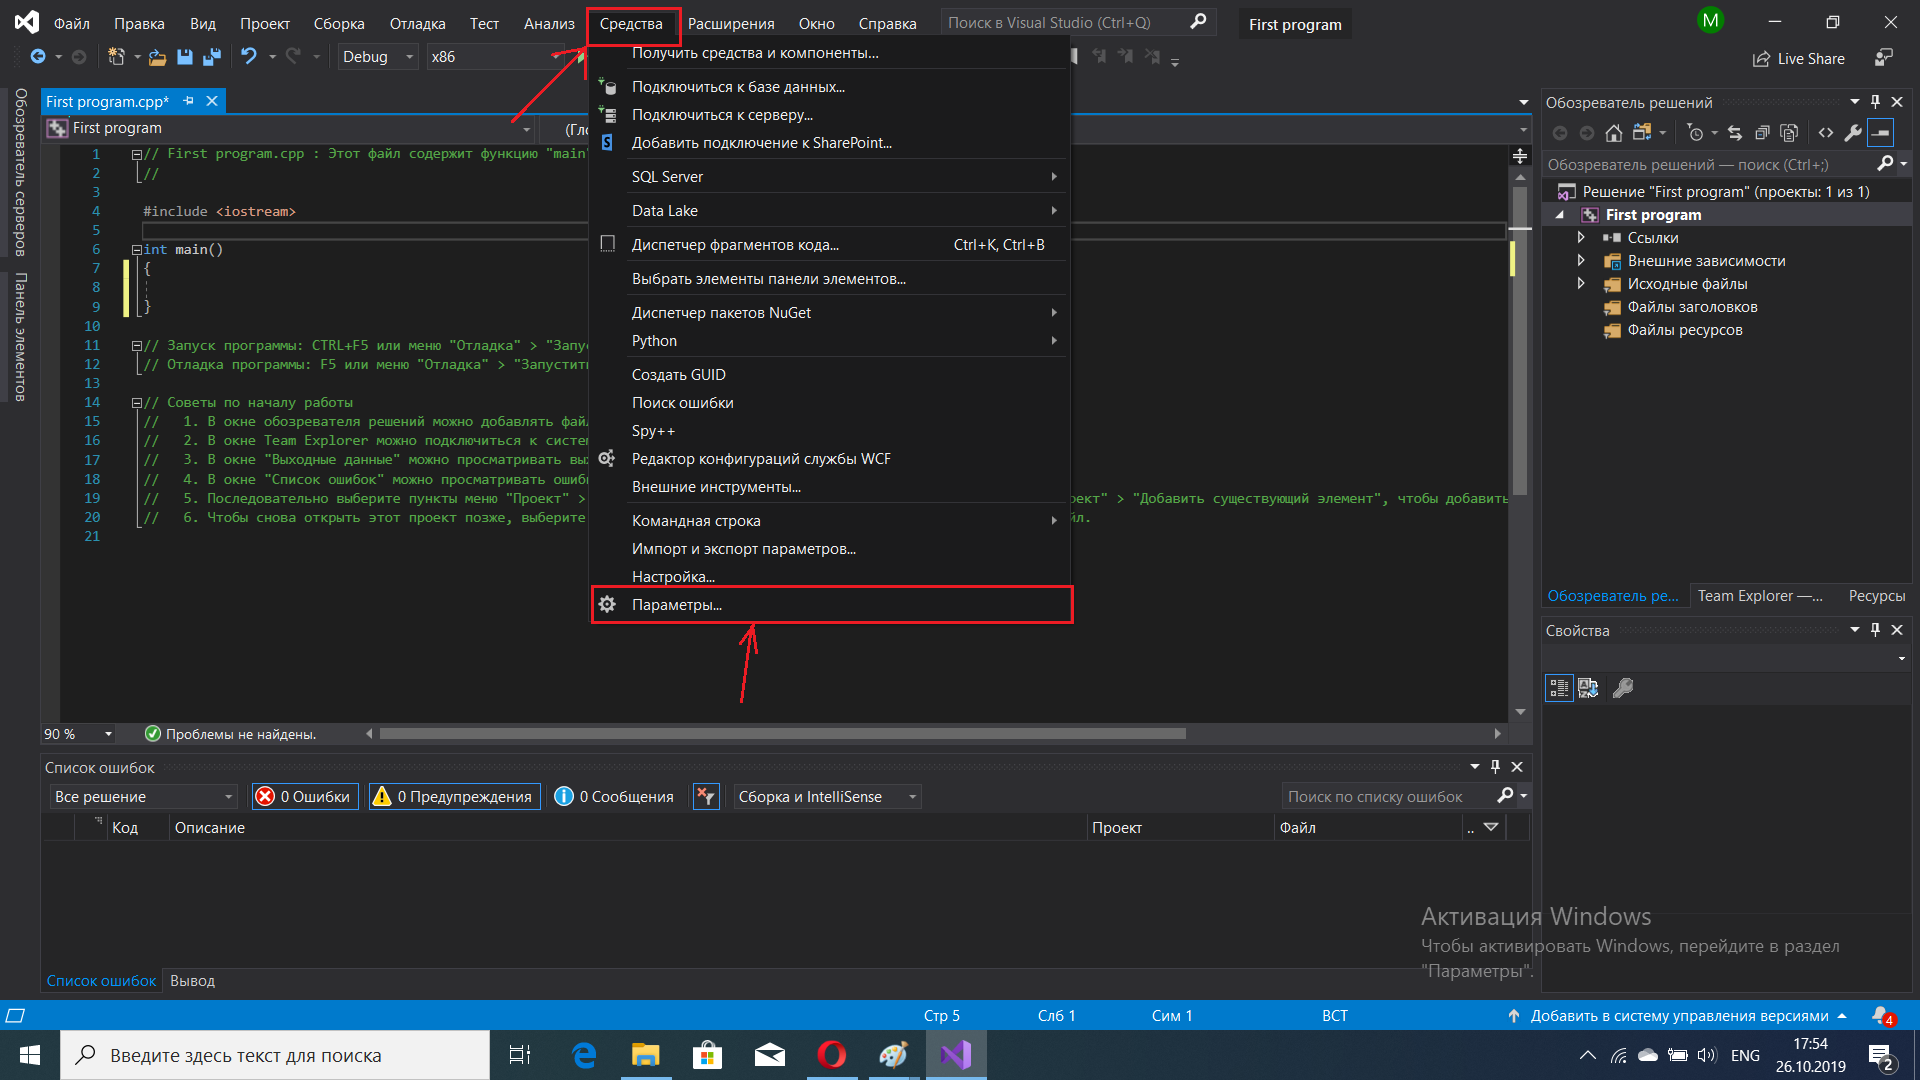 Файл Правка Вид Проект Сборка Отладка Тест Анализ Средства Расширения Окно Справка Поиск в Visual Studio (Ctrl+Q) First program M
Debug x86 Live Share
Получить средства и компоненты...
Подключиться к базе данных...
Подключиться к серверу...
Добавить подключение к SharePoint...
SQL Server
Data Lake
Диспетчер фрагментов кода... Ctrl+K, Ctrl+B
Выбрать элементы панели элементов...
Диспетчер пакетов NuGet
Python
Создать GUID
Поиск ошибки
Spy++
Редактор конфигураций службы WCF
Внешние инструменты...
Командная строка
Импорт и экспорт параметров...
Настройка...
Параметры...
Обозреватель серверов
Панель элементов
First program.cpp*
First program (Гло
1 // First program.cpp : Этот файл содержит функцию "main"
2 //
3
4 #include <iostream>
5
6 int main()
7 {
8
9 }
10
11 // Запуск программы: CTRL+F5 или меню "Отладка" > "Запус
12 // Отладка программы: F5 или меню "Отладка" > "Запустить
13
14 // Советы по началу работы
15 // 1. В окне обозревателя решений можно добавлять фай
16 // 2. В окне Team Explorer можно подключиться к систем
17 // 3. В окне "Выходные данные" можно просматривать вы
18 // 4. В окне "Список ошибок" можно просматривать ошиб
19 // 5. Последовательно выберите пункты меню "Проект" > ект" > "Добавить существующий элемент", чтобы добавить
20 // 6. Чтобы снова открыть этот проект позже, выберите йл.
21
90 % Проблемы не найдены.
Обозреватель решений
Обозреватель решений — поиск (Ctrl+;)
Решение "First program" (проекты: 1 из 1)
First program
Ссылки
Внешние зависимости
Исходные файлы
Файлы заголовков
Файлы ресурсов
Обозреватель ре... Team Explorer —... Ресурсы
Свойства
Список ошибок
Все решение 0 Ошибки 0 Предупреждения 0 Сообщения Сборка и IntelliSense Поиск по списку ошибок
Код Описание Проект Файл ..
Список ошибок Вывод
Активация Windows
Чтобы активировать Windows, перейдите в раздел
"Параметры".
Стр 5 Слб 1 Сим 1 ВСТ Добавить в систему управления версиями 4
Введите здесь текст для поиска ENG 17:54
26.10.2019 2